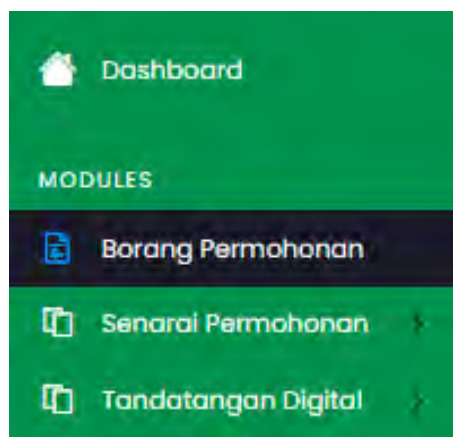 Dashboard
MODULES
Borang Permohonan
Senarai Permohonan
Tandatangan Digital